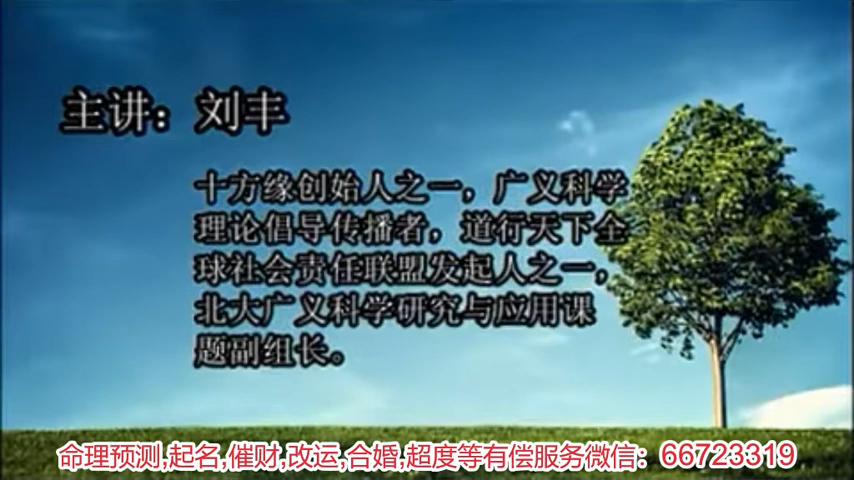 主讲：刘丰
十方缘创始人之一，广义科学
理论倡导传播者，道行天下全
球社会责任联盟发起人之一，
北大广义科学研究与应用课
题副组长。
命理预测,起名,催财,改运,合婚,超度等有偿服务微信：66723319